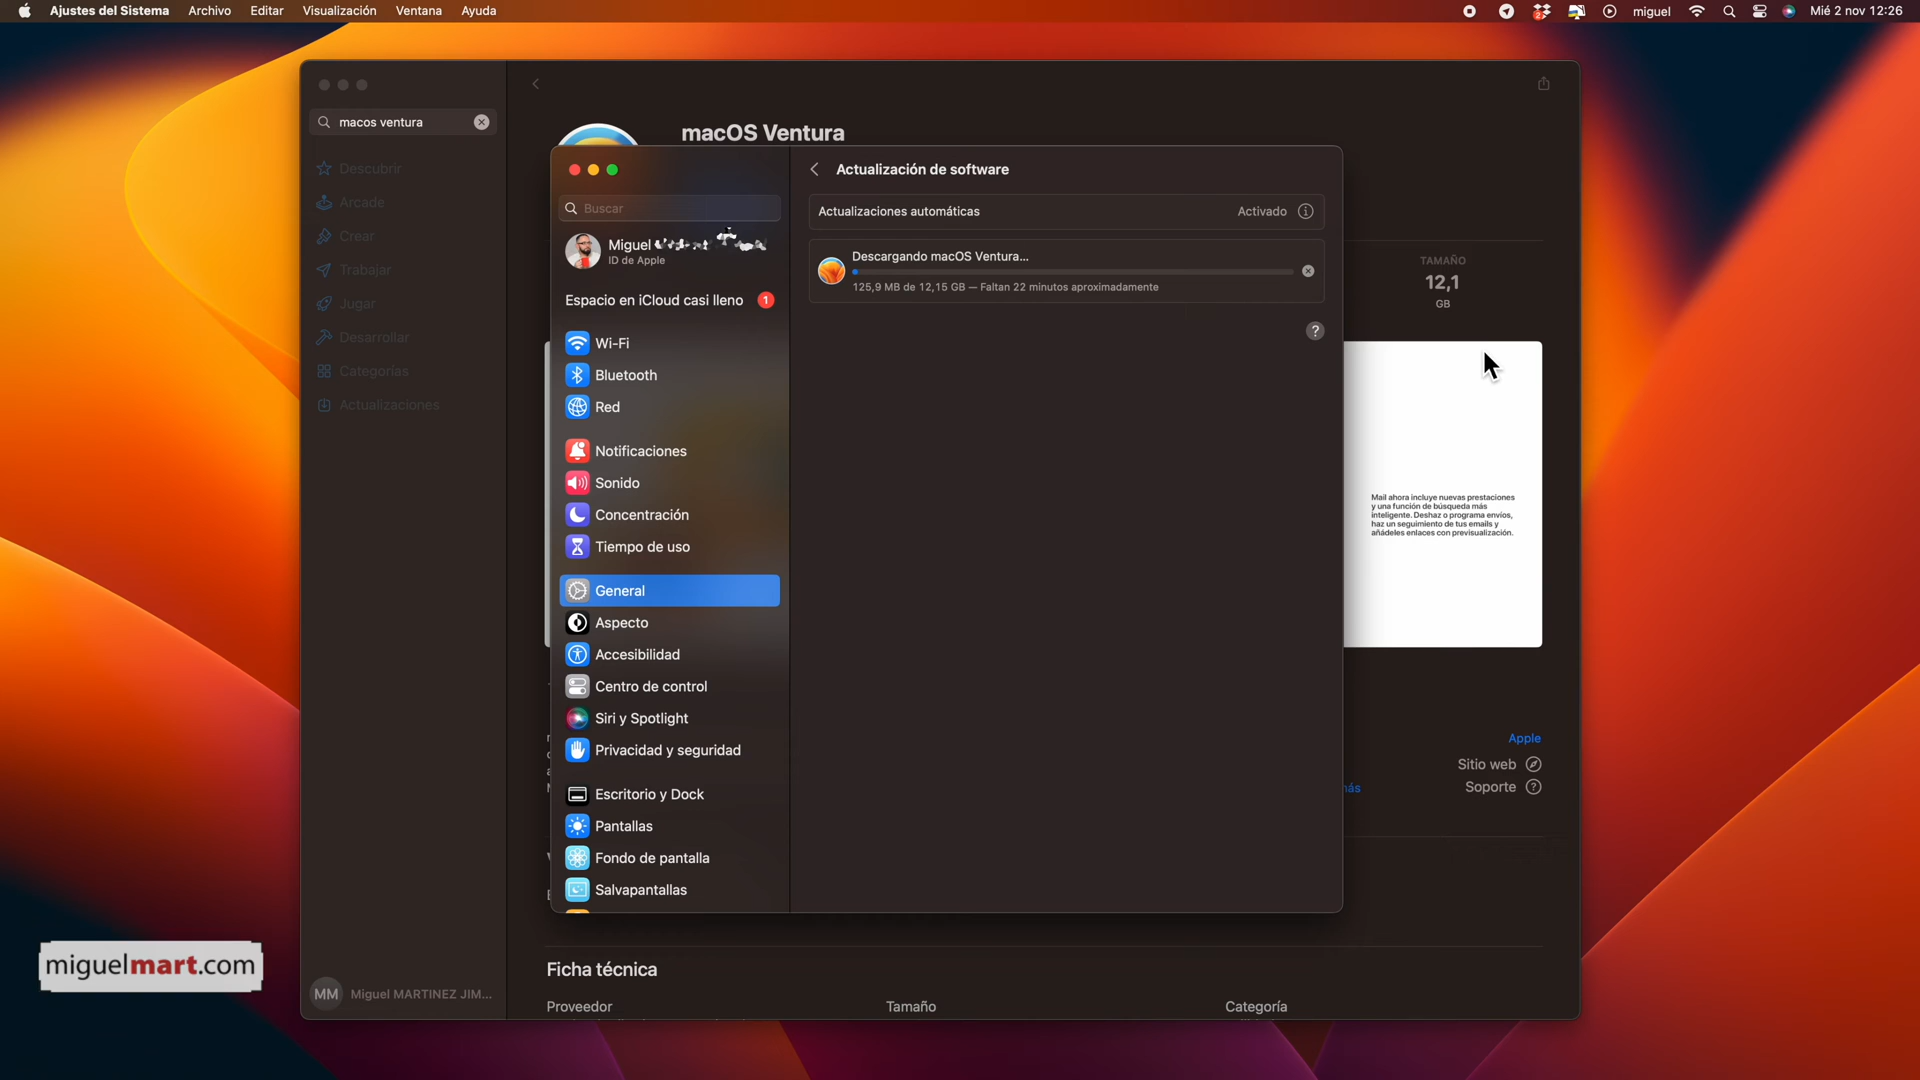 Ajustes del Sistema Archivo Editar Visualización Ventana Ayuda
2 miguel Mié 2 nov 12:26
macos ventura
Descubrir
Arcade
Crear
Trabajar
Jugar
Desarrollar
Categorías
Actualizaciones
MM Miguel MARTINEZ JIM...
macOS Ventura
TAMAÑO
12,1
GB
Buscar
Miguel
ID de Apple
Espacio en iCloud casi lleno 1
Wi-Fi
Bluetooth
Red
Notificaciones
Sonido
Concentración
Tiempo de uso
General
Aspecto
Accesibilidad
Centro de control
Siri y Spotlight
Privacidad y seguridad
Escritorio y Dock
Pantallas
Fondo de pantalla
Salvapantallas
Actualización de software
Actualizaciones automáticas Activado
Descargando macOS Ventura...
125,9 MB de 12,15 GB — Faltan 22 minutos aproximadamente
?
Mail ahora incluye nuevas prestaciones
y una función de búsqueda más
inteligente. Deshaz o programa envíos,
haz un seguimiento de tus emails y
añádeles enlaces con previsualización.
Apple
Sitio web
Soporte
más
Ficha técnica
Proveedor Tamaño Categoría
miguelmart.com